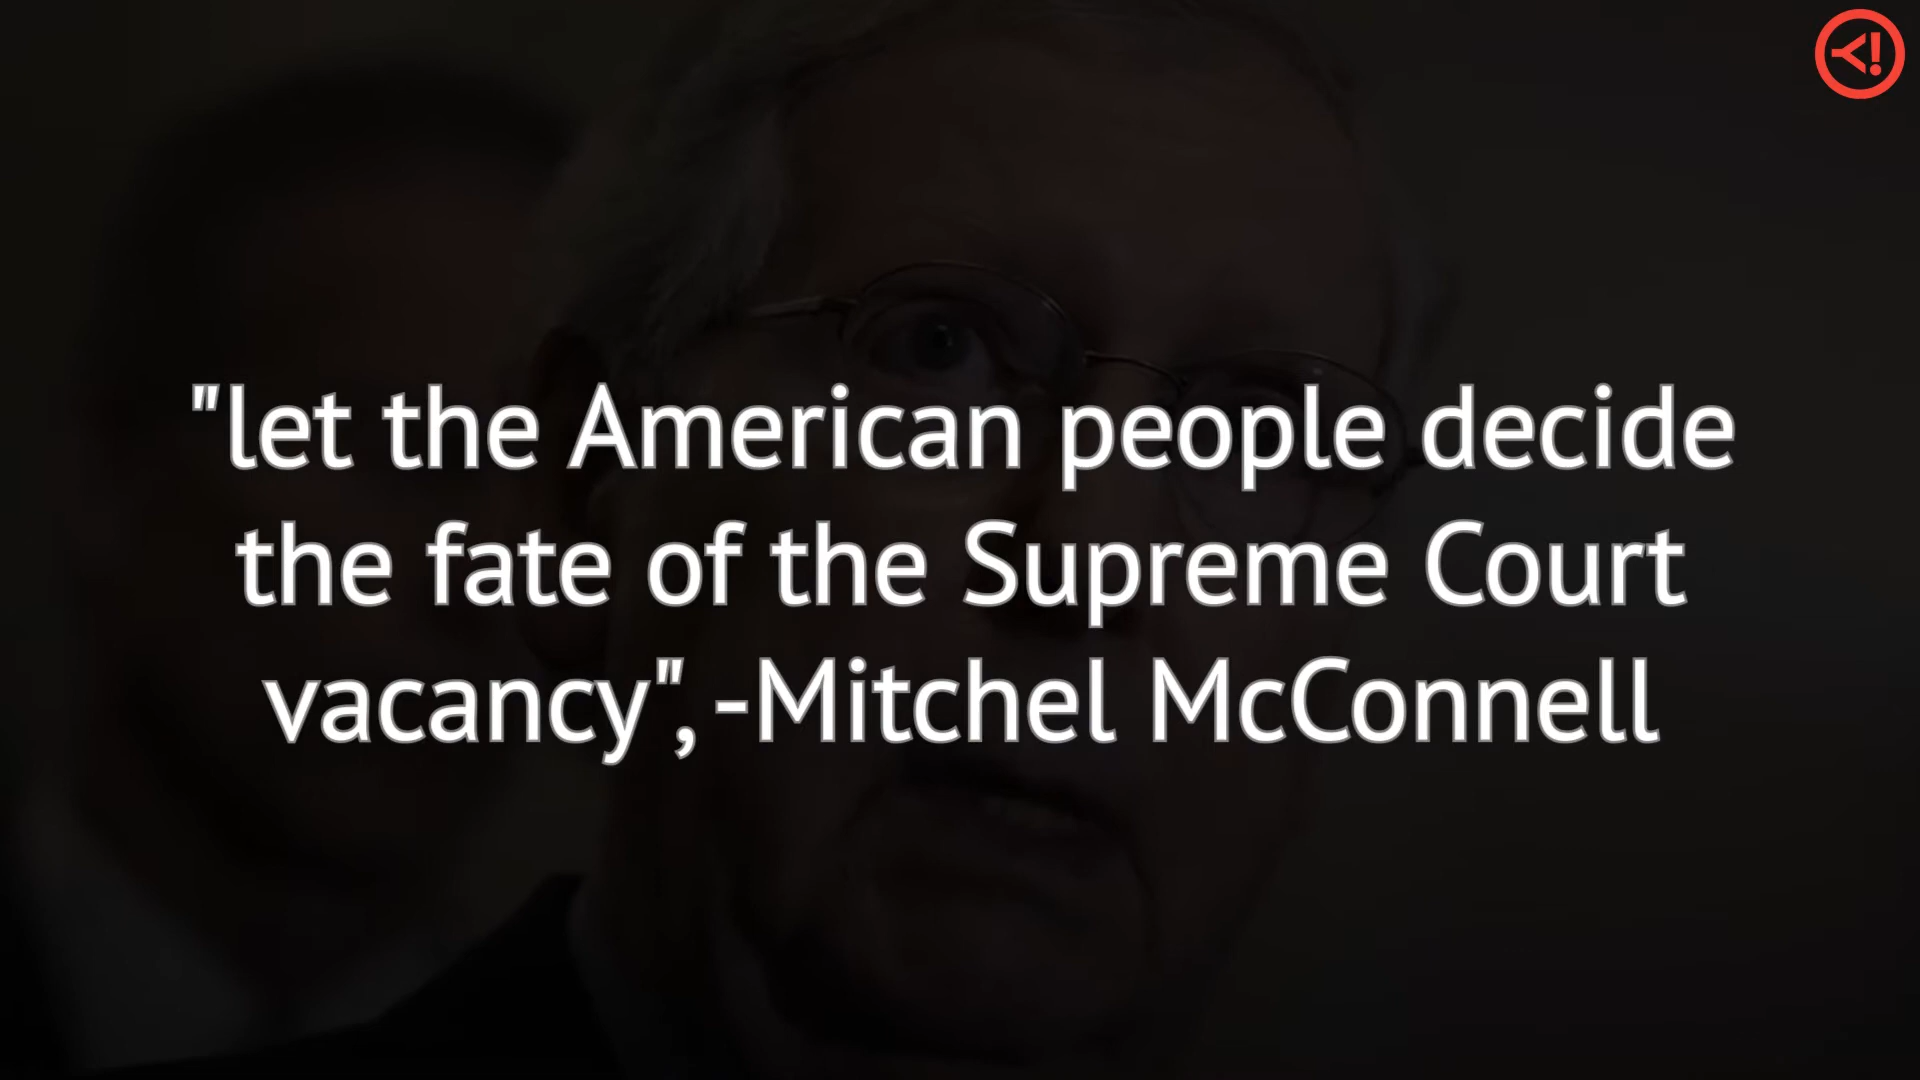 "let the American people decide
the fate of the Supreme Court
vacancy", -Mitchel McConnell